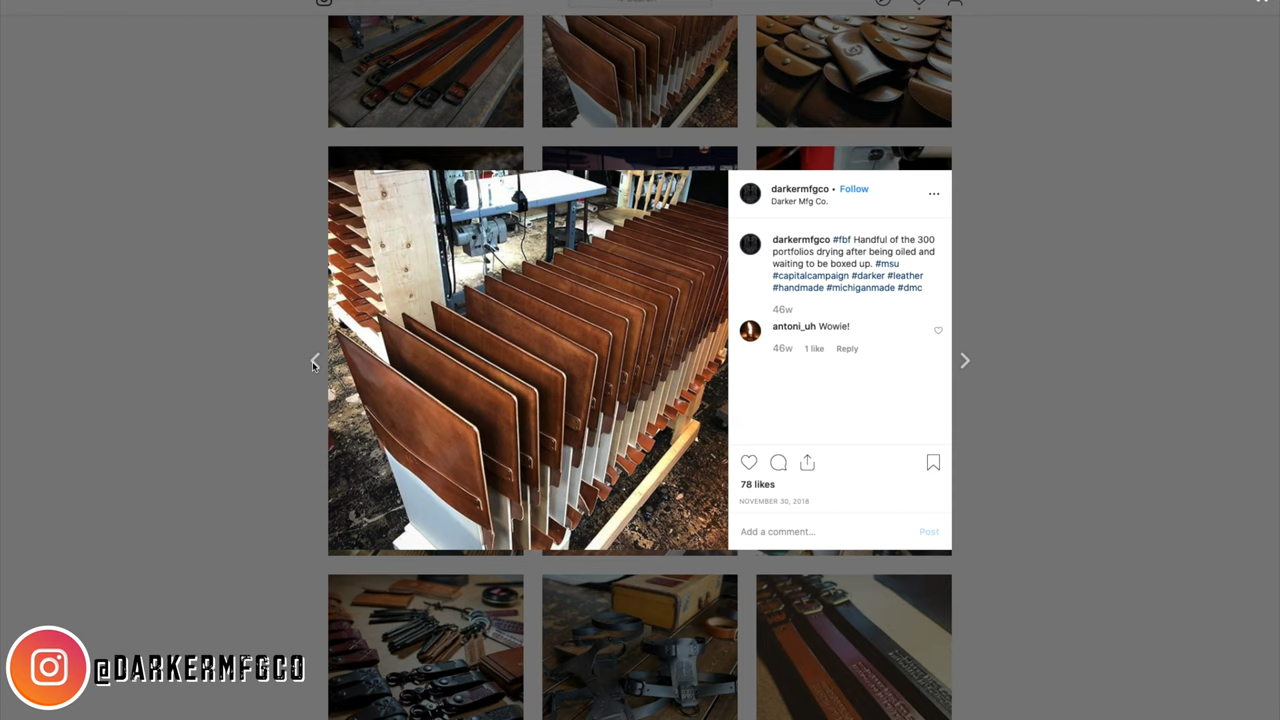 darkermfgco • Follow
Darker Mfg Co.
darkermfgco #fbf Handful of the 300
portfolios drying after being oiled and
waiting to be boxed up. #msu
#capitalcampaign #darker #leather
#handmade #michiganmade #dmc
46w
antoni_uh Wowie!
46w 1 like Reply
78 likes
NOVEMBER 30, 2018
Add a comment... Post
@DARKERMFGCO